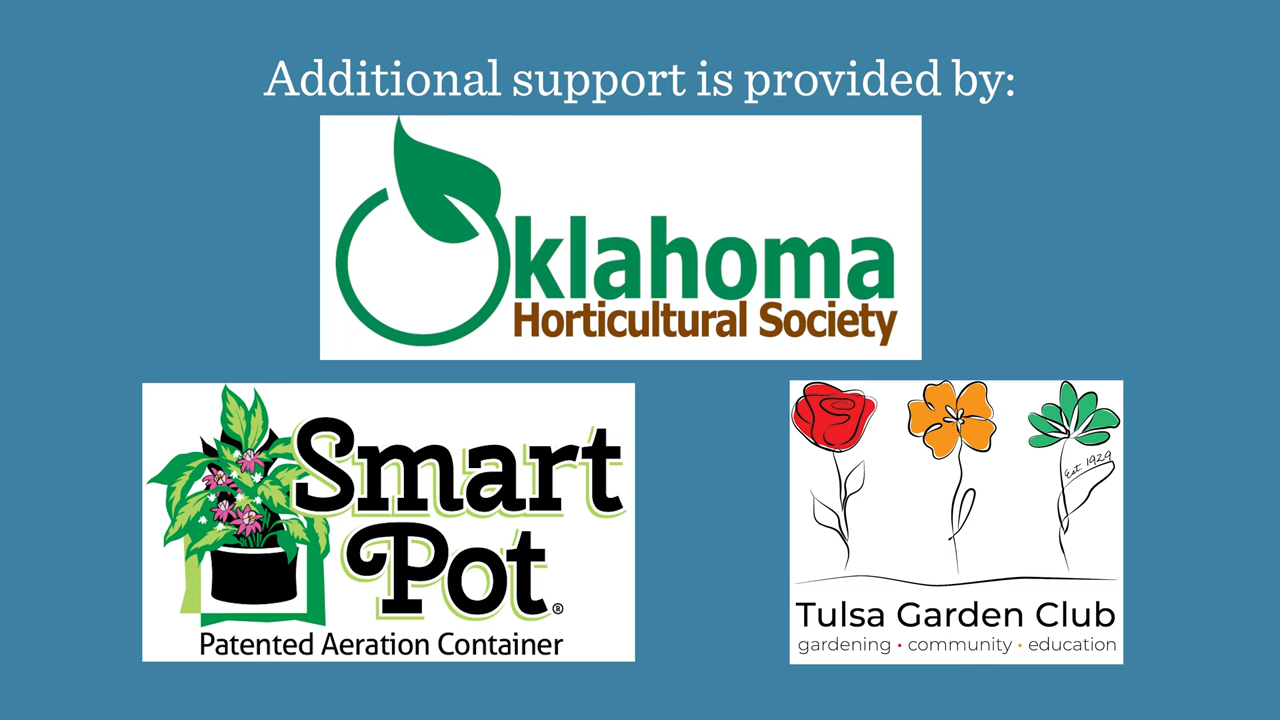 Additional support is provided by:
Oklahoma
Horticultural Society
Smart
Pot®
Patented Aeration Container
Est. 1929
Tulsa Garden Club
gardening • community • education